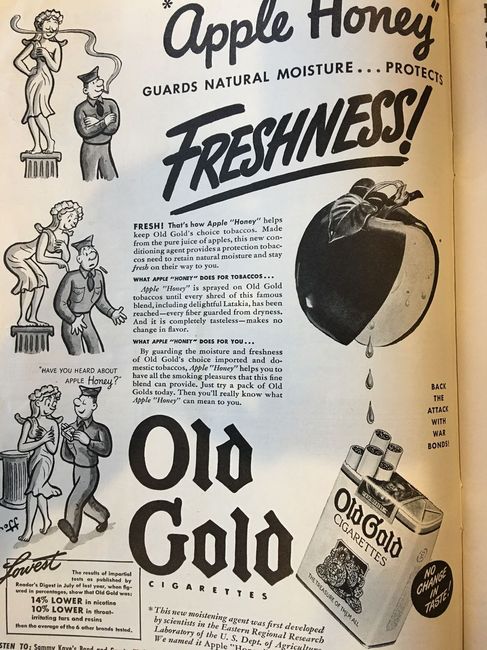 *"Apple Honey"
GUARDS NATURAL MOISTURE... PROTECTS
FRESHNESS!
FRESH! That's how Apple "Honey" helps
keep Old Gold's choice tobaccos. Made
from the pure juice of apples, this new con-
ditioning agent provides a protection tobac-
cos need to retain natural moisture and stay
fresh on their way to you.
WHAT APPLE "HONEY" DOES FOR TOBACCOS...
Apple "Honey" is sprayed on Old Gold
tobaccos until every shred of this famous
blend, including delightful Latakia, has been
reached—every fiber guarded from dryness.
And it is completely tasteless—makes no
change in flavor.
WHAT APPLE "HONEY" DOES FOR YOU...
By guarding the moisture and freshness
of Old Gold's choice imported and do-
mestic tobaccos, Apple "Honey" helps you to
have all the smoking pleasures that this fine
blend can provide. Just try a pack of Old
Golds today. Then you'll really know what
Apple "Honey" can mean to you.
"HAVE YOU HEARD ABOUT
APPLE Honey?"
BACK
THE
ATTACK
WITH
WAR
BONDS!
Old
Gold
CIGARETTES
Old Gold
CIGARETTES
THE TREASURE OF 'EM ALL
NO
CHANGE
IN
TASTE!
Lowest
The results of impartial
tests as published by
Reader's Digest in July of last year, when fig-
ured in percentages, show that Old Gold was:
14% LOWER in nicotine
10% LOWER in throat-
irritating tars and resins
than the average of the 6 other brands tested.
*This new moistening agent was first developed
by scientists in the Eastern Regional Research
Laboratory of the U. S. Dept. of Agriculture.
We named it Apple "Hon
ISTEN TO: Sammy Kaye's Band and